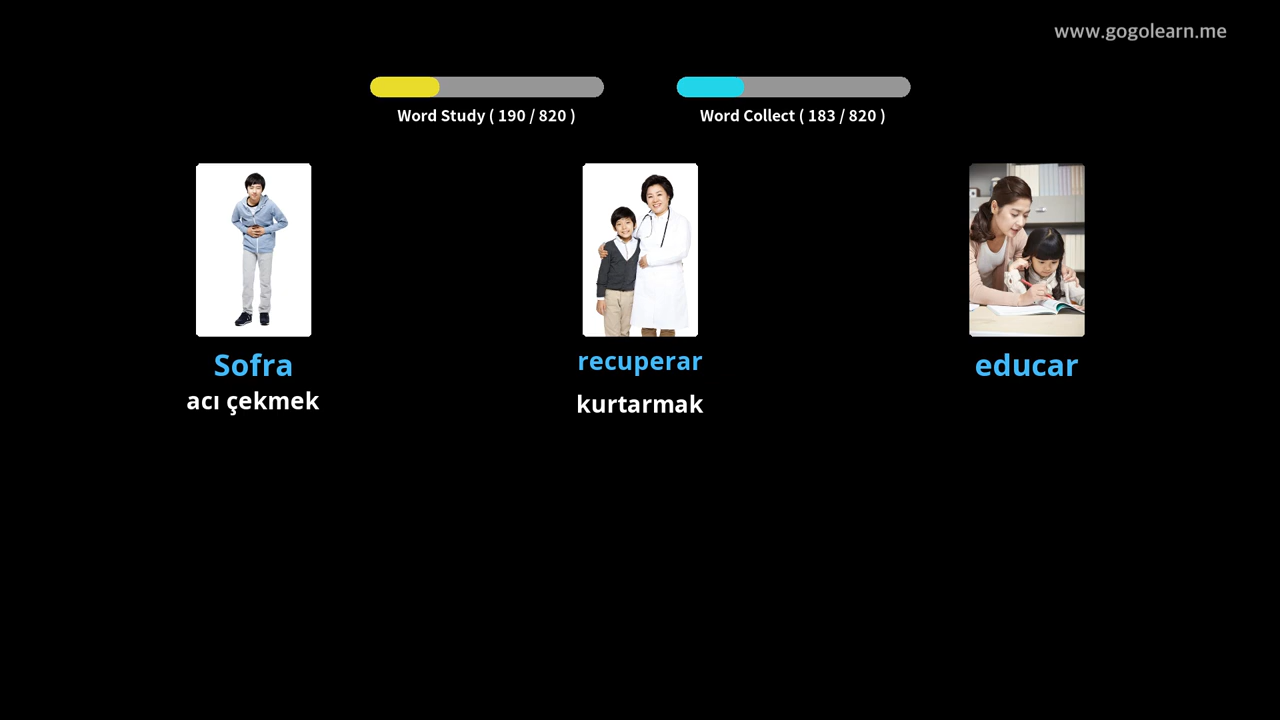 www.gogolearn.me
Word Study ( 190 / 820 )
Word Collect ( 183 / 820 )
Sofra
recuperar
educar
acı çekmek
kurtarmak